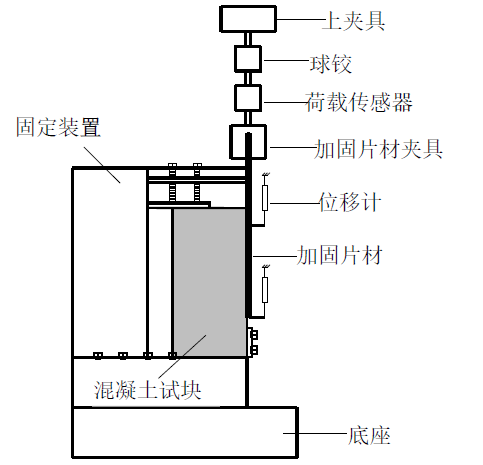 上夹具
球铰
荷载传感器
固定装置
加固片材夹具
位移计
加固片材
混凝土试块
底座